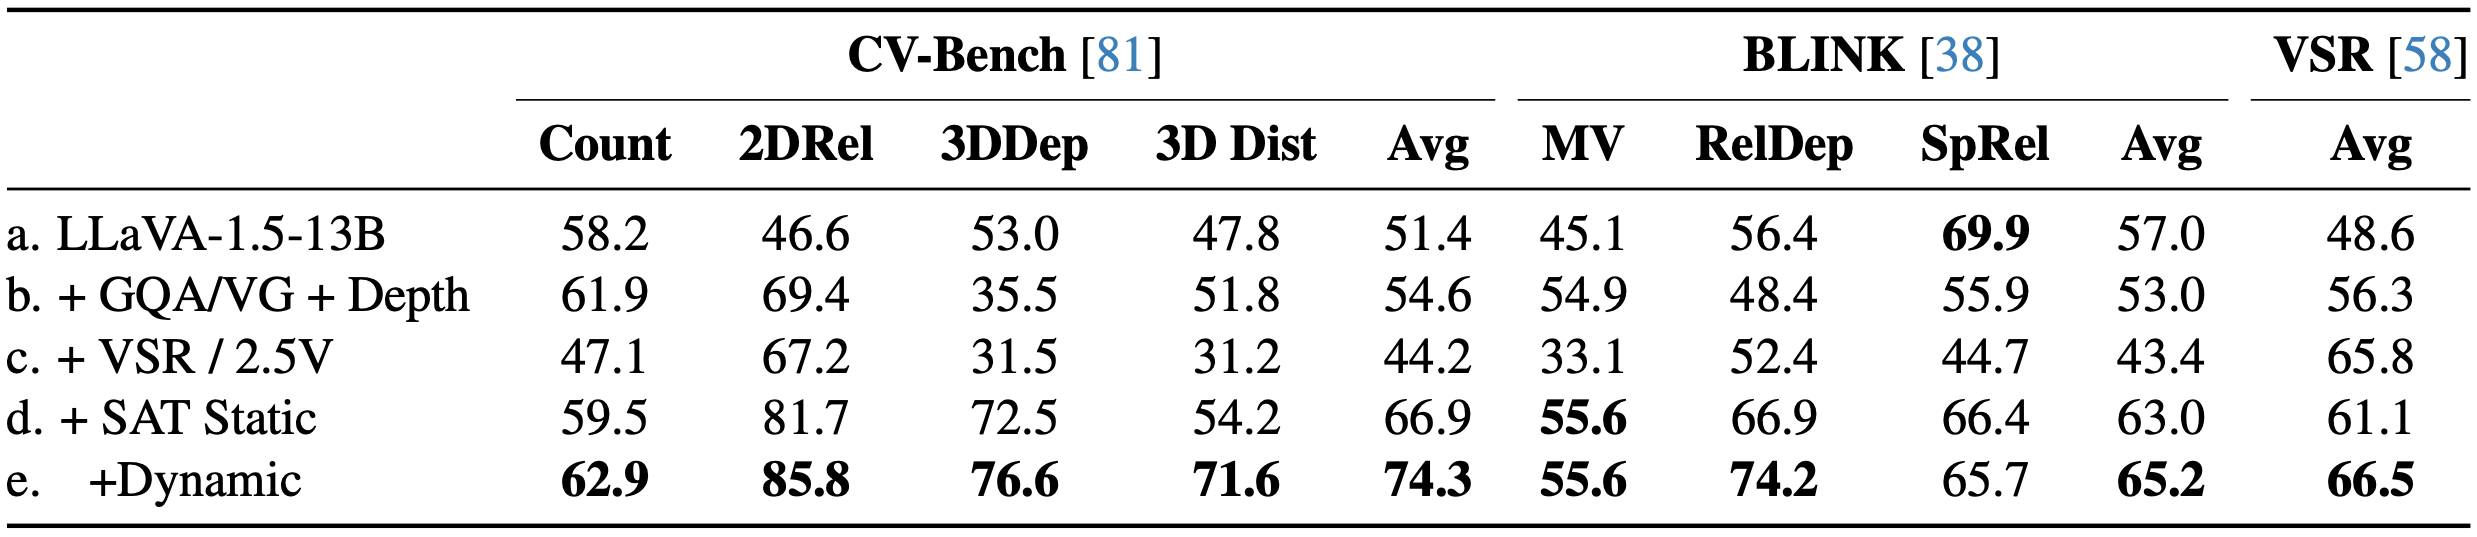 CV-Bench [81] BLINK [38] VSR [58]
Count 2DRel 3DDep 3D Dist Avg MV RelDep SpRel Avg Avg
a. LLaVA-1.5-13B 58.2 46.6 53.0 47.8 51.4 45.1 56.4 69.9 57.0 48.6
b. + GQA/VG + Depth 61.9 69.4 35.5 51.8 54.6 54.9 48.4 55.9 53.0 56.3
c. + VSR / 2.5V 47.1 67.2 31.5 31.2 44.2 33.1 52.4 44.7 43.4 65.8
d. + SAT Static 59.5 81.7 72.5 54.2 66.9 55.6 66.9 66.4 63.0 61.1
e. +Dynamic 62.9 85.8 76.6 71.6 74.3 55.6 74.2 65.7 65.2 66.5